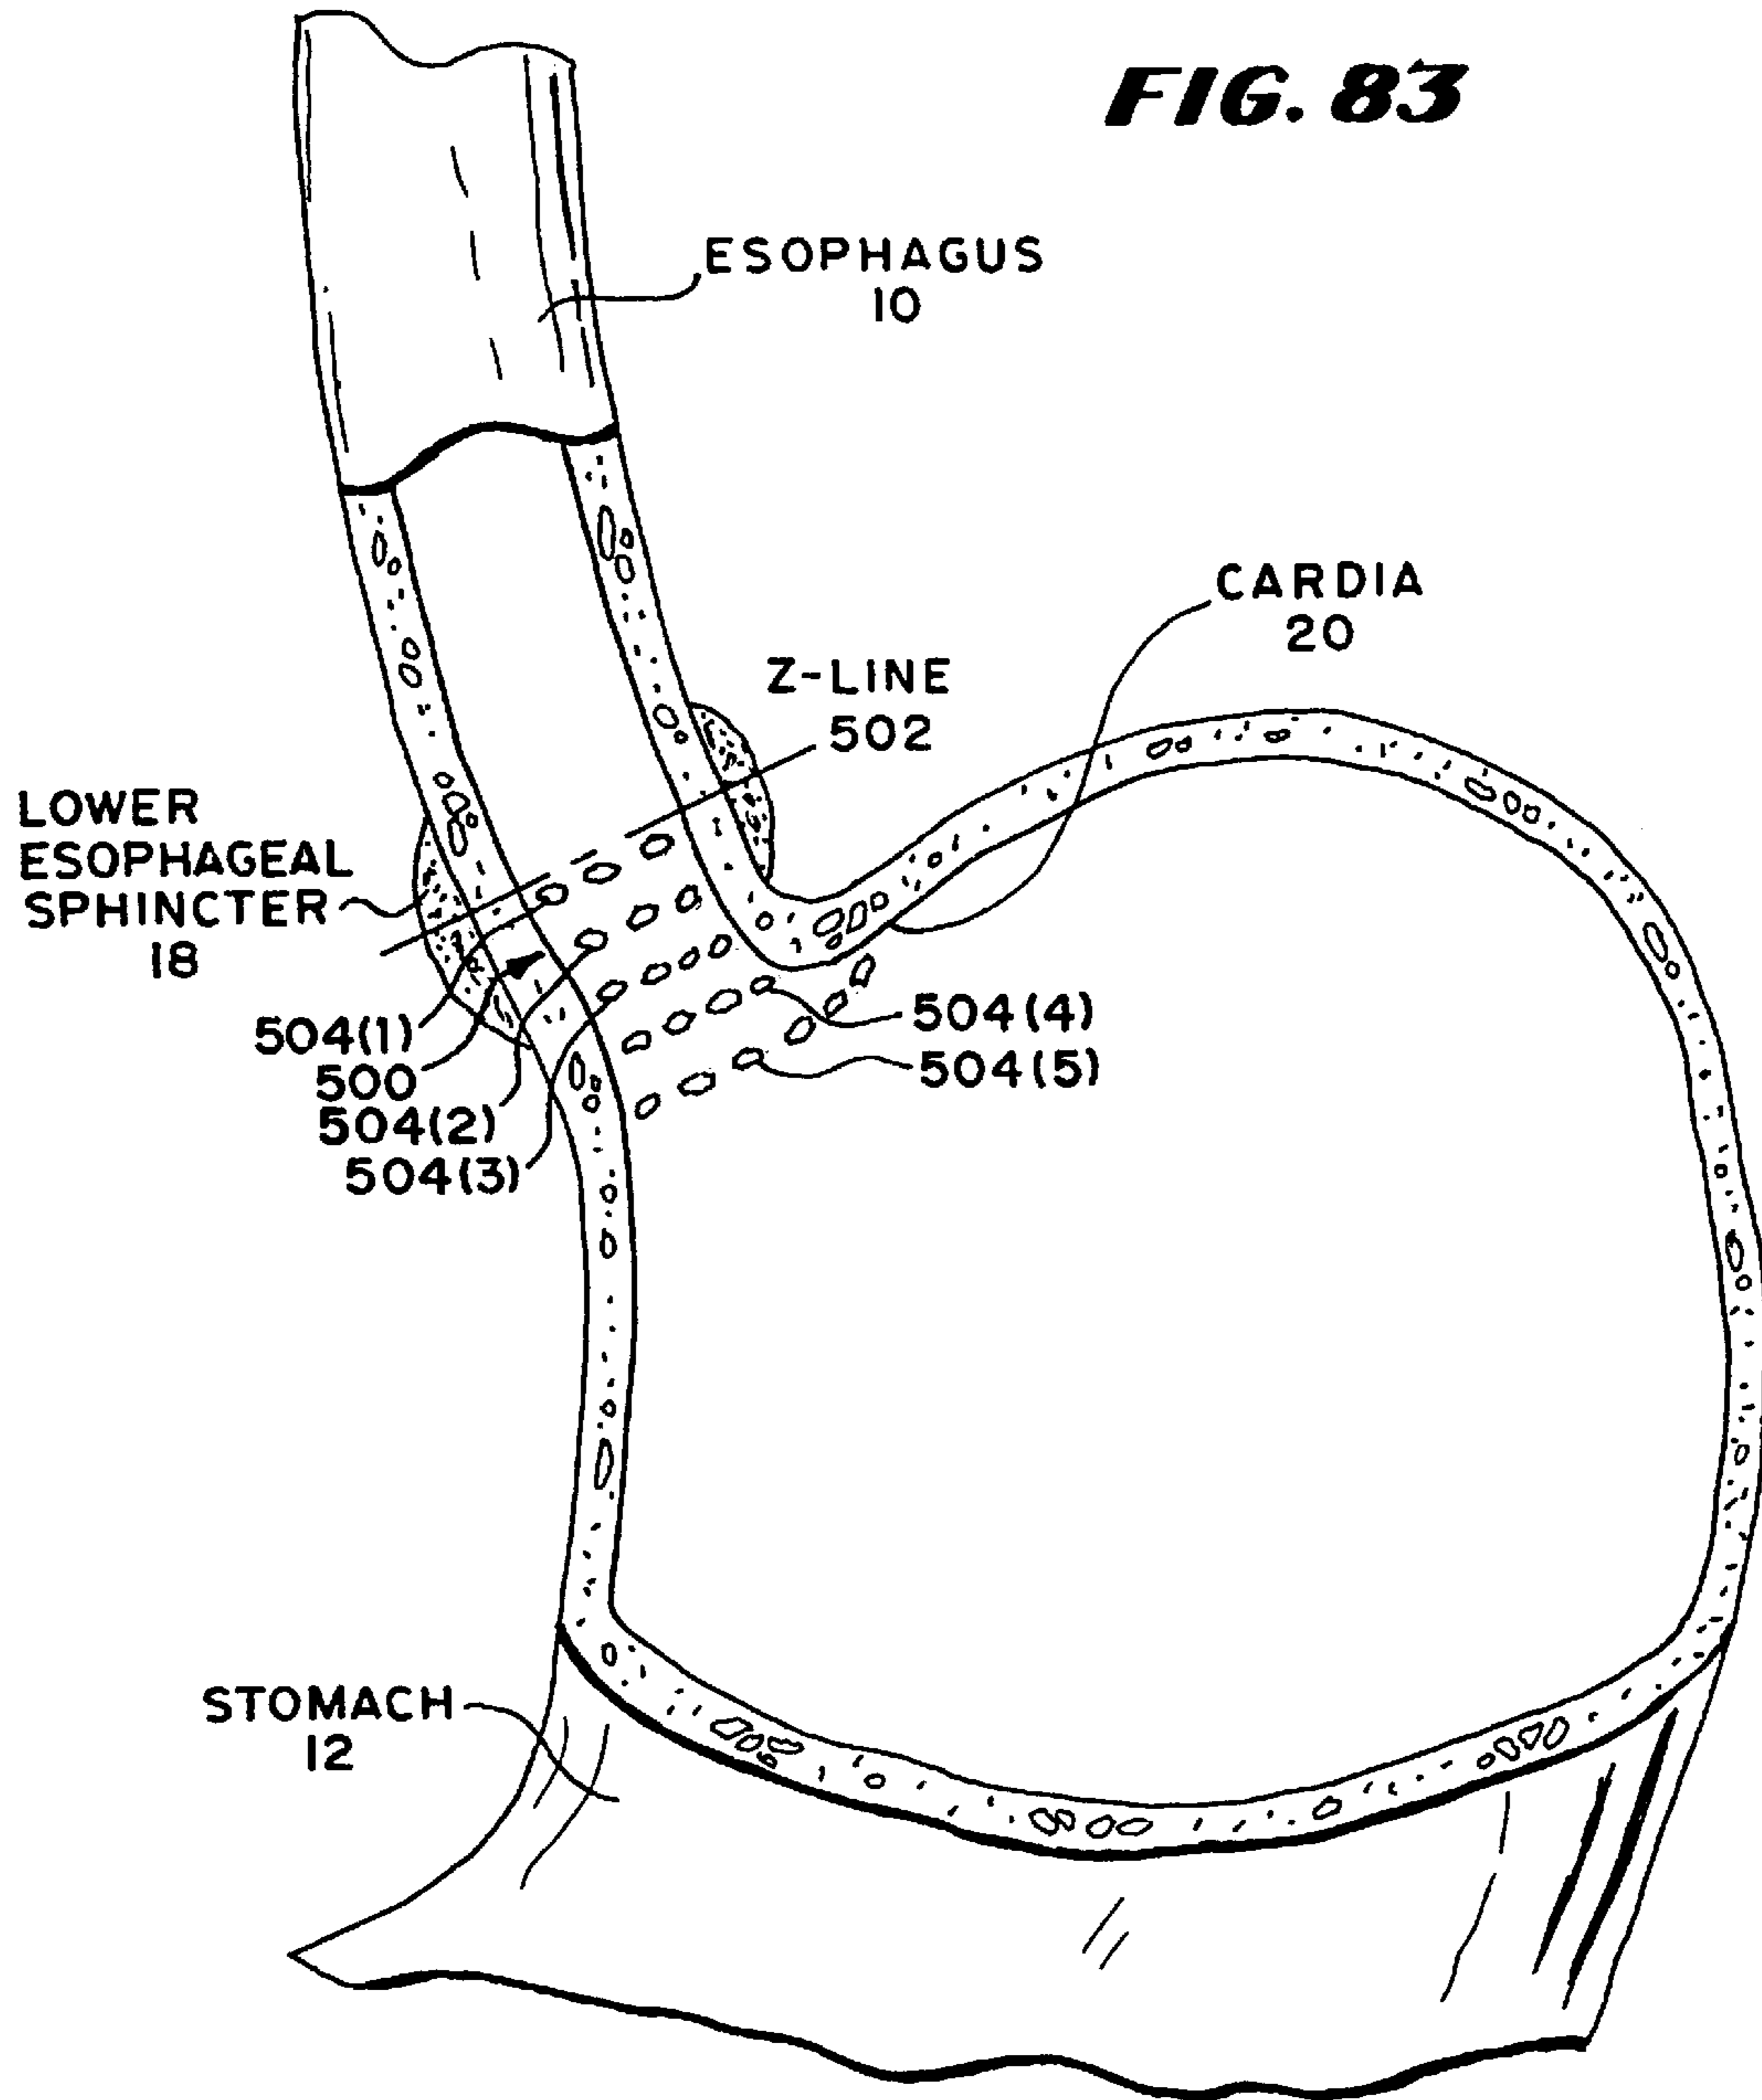 FIG. 83
ESOPHAGUS
10
CARDIA
20
Z-LINE
502
LOWER
ESOPHAGEAL
SPHINCTER
18
504(1)
500
504(2)
504(3)
504(4)
504(5)
STOMACH
12